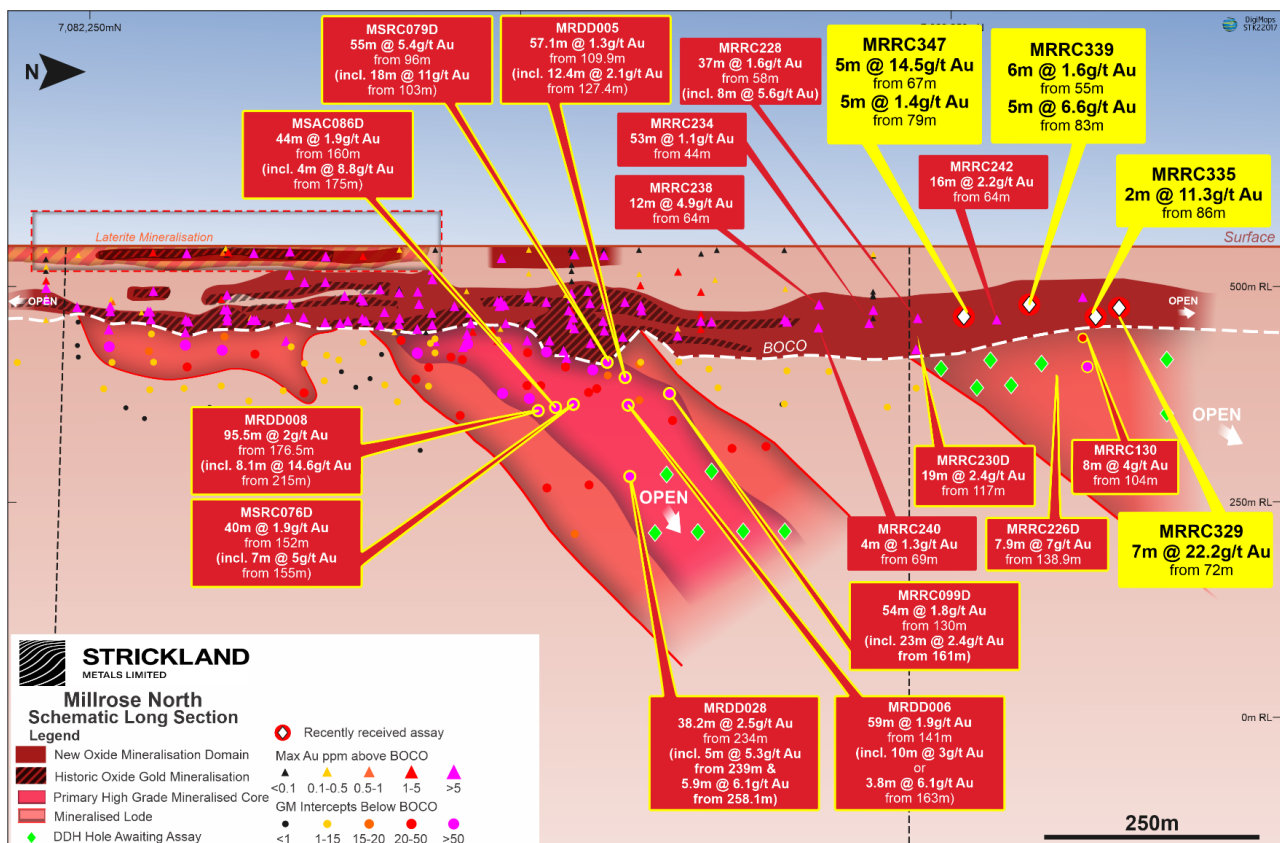 7,082,250mN
DigiMaps
STK22017
N
MSRC079D
55m @ 5.4g/t Au
from 96m
(incl. 18m @ 11g/t Au
from 103m)
MRDD005
57.1m @ 1.3g/t Au
from 109.9m
(incl. 12.4m @ 2.1g/t Au
from 127.4m)
MRRC228
37m @ 1.6g/t Au
from 58m
(incl. 8m @ 5.6g/t Au)
MRRC347
5m @ 14.5g/t Au
from 67m
5m @ 1.4g/t Au
from 79m
MRRC339
6m @ 1.6g/t Au
from 55m
5m @ 6.6g/t Au
from 83m
MSAC086D
44m @ 1.9g/t Au
from 160m
(incl. 4m @ 8.8g/t Au
from 175m)
MRRC234
53m @ 1.1g/t Au
from 44m
MRRC238
12m @ 4.9g/t Au
from 64m
MRRC242
16m @ 2.2g/t Au
from 64m
MRRC335
2m @ 11.3g/t Au
from 86m
Laterite Mineralisation
Surface
OPEN
500m RL
OPEN
BOCO
MRDD008
95.5m @ 2g/t Au
from 176.5m
(incl. 8.1m @ 14.6g/t Au
from 215m)
OPEN
MRRC230D
19m @ 2.4g/t Au
from 117m
MRRC130
8m @ 4g/t Au
from 104m
OPEN
250m RL
MSRC076D
40m @ 1.9g/t Au
from 152m
(incl. 7m @ 5g/t Au
from 155m)
MRRC240
4m @ 1.3g/t Au
from 69m
MRRC226D
7.9m @ 7g/t Au
from 138.9m
MRRC329
7m @ 22.2g/t Au
from 72m
MRRC099D
54m @ 1.8g/t Au
from 130m
(incl. 23m @ 2.4g/t Au
from 161m)
MRDD028
38.2m @ 2.5g/t Au
from 234m
(incl. 5m @ 5.3g/t Au
from 239m &
5.9m @ 6.1g/t Au
from 258.1m)
MRDD006
59m @ 1.9g/t Au
from 141m
(incl. 10m @ 3g/t Au
or
3.8m @ 6.1g/t Au
from 163m)
0m RL
STRICKLAND
METALS LIMITED
Millrose North
Schematic Long Section
Legend
New Oxide Mineralisation Domain
Historic Oxide Gold Mineralisation
Primary High Grade Mineralised Core
Mineralised Lode
DDH Hole Awaiting Assay
Recently received assay
Max Au ppm above BOCO
<0.1 0.1-0.5 0.5-1 1-5 >5
GM Intercepts Below BOCO
<1 1-15 15-20 20-50 >50
250m